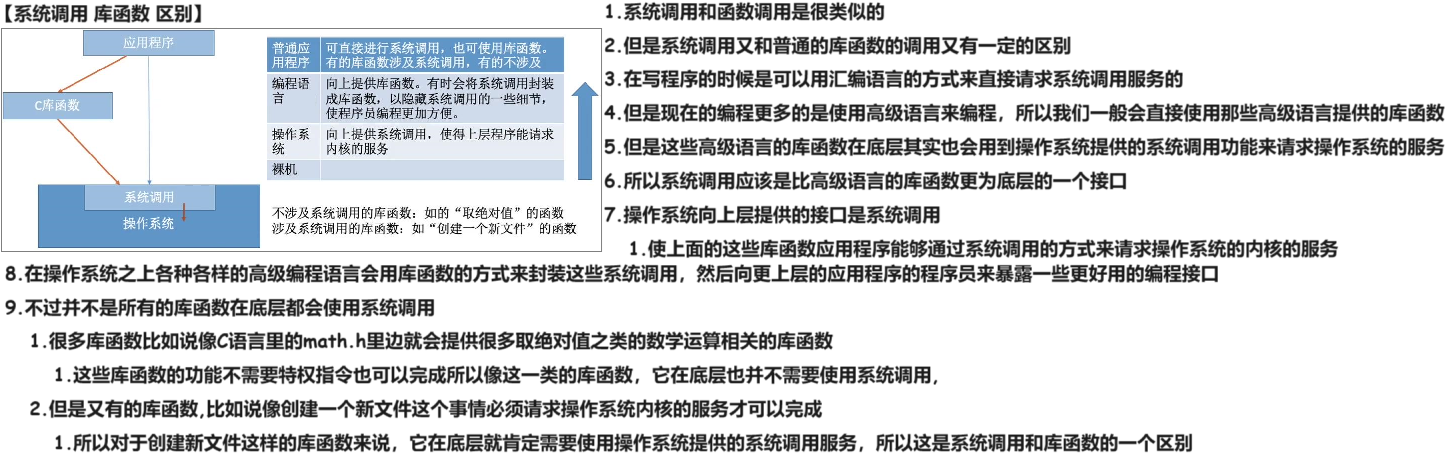 【系统调用 库函数 区别】
应用程序
C库函数
系统调用
操作系统
普通应用程序 可直接进行系统调用，也可使用库函数。
有的库函数涉及系统调用，有的不涉及
编程语言 向上提供库函数。有时会将系统调用封装
成库函数，以隐藏系统调用的一些细节，
使程序员编程更加方便。
操作系统 向上提供系统调用，使得上层程序能请求
内核的服务
裸机
不涉及系统调用的库函数：如的“取绝对值”的函数
涉及系统调用的库函数：如“创建一个新文件”的函数
1.系统调用和函数调用是很类似的
2.但是系统调用又和普通的库函数的调用又有一定的区别
3.在写程序的时候是可以用汇编语言的方式来直接请求系统调用服务的
4.但是现在的编程更多的是使用高级语言来编程，所以我们一般会直接使用那些高级语言提供的库函数
5.但是这些高级语言的库函数在底层其实也会用到操作系统提供的系统调用功能来请求操作系统的服务
6.所以系统调用应该是比高级语言的库函数更为底层的一个接口
7.操作系统向上层提供的接口是系统调用
1.使上面的这些库函数应用程序能够通过系统调用的方式来请求操作系统的内核的服务
8.在操作系统之上各种各样的高级编程语言会用库函数的方式来封装这些系统调用，然后向更上层的应用程序的程序员来暴露一些更好用的编程接口
9.不过并不是所有的库函数在底层都会使用系统调用
1.很多库函数比如说像C语言里的math.h里边就会提供很多取绝对值之类的数学运算相关的库函数
1.这些库函数的功能不需要特权指令也可以完成所以像这一类的库函数，它在底层也并不需要使用系统调用，
2.但是又有的库函数,比如说像创建一个新文件这个事情必须请求操作系统内核的服务才可以完成
1.所以对于创建新文件这样的库函数来说，它在底层就肯定需要使用操作系统提供的系统调用服务，所以这是系统调用和库函数的一个区别